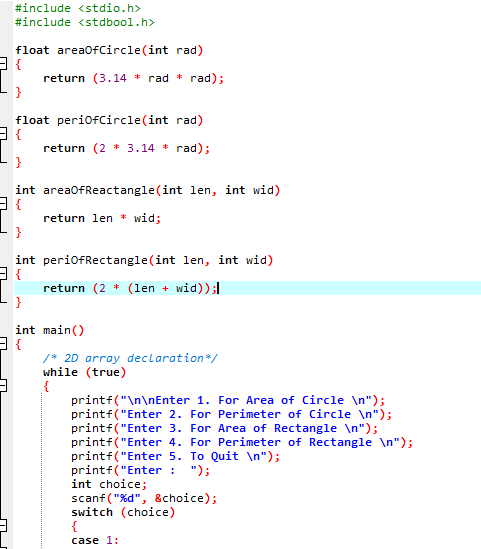 #include <stdio.h>
#include <stdbool.h>

float areaOfCircle(int rad)
{
    return (3.14 * rad * rad);
}

float periOfCircle(int rad)
{
    return (2 * 3.14 * rad);
}

int areaOfReactangle(int len, int wid)
{
    return len * wid;
}

int periOfRectangle(int len, int wid)
{
    return (2 * (len + wid));
}

int main()
{
    /* 2D array declaration*/
    while (true)
    {
        printf("\n\nEnter 1. For Area of Circle \n");
        printf("Enter 2. For Perimeter of Circle \n");
        printf("Enter 3. For Area of Rectangle \n");
        printf("Enter 4. For Perimeter of Rectangle \n");
        printf("Enter 5. To Quit \n");
        printf("Enter :  ");
        int choice;
        scanf("%d", &choice);
        switch (choice)
        {
        case 1: